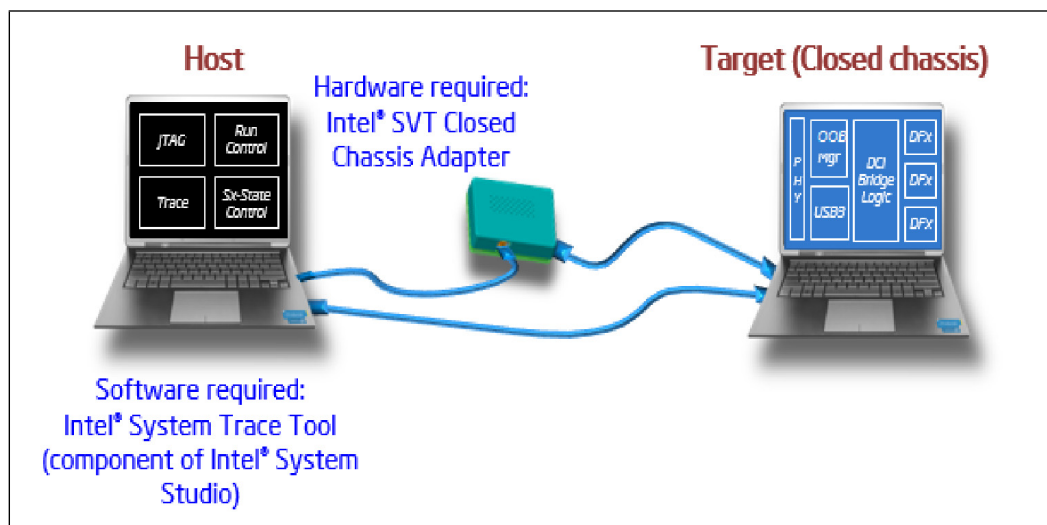 Host
Target (Closed chassis)
Hardware required:
Intel® SVT Closed
Chassis Adapter
JTAG
Run
Control
Trace
Sx-State
Control
P
H
Y
OOB
Mgr
USB3
DCI
Bridge
Logic
DFx
DFx
DFx
Software required:
Intel® System Trace Tool
(component of Intel® System
Studio)